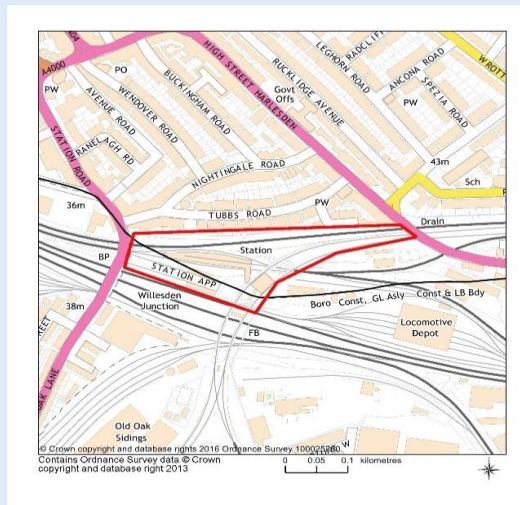 A4000
PO
PW
HIGH STREET HARLESDEN
LEGHORN ROAD
ANCONA ROAD
SPEZIA ROAD
RUCKLIDGE AVENUE
BUCKINGHAM ROAD
WENDOVER ROAD
AVENUE ROAD
RANELAGH RD
Govt
Offs
PW
STATION ROAD
NIGHTINGALE ROAD
43m
Sch
36m
TUBBS ROAD
PW
Drain
Station
BP
STATION APP
Willesden
Junction
38m
FB
Boro Const, GL Asly
Const & LB Bdy
Locomotive
Depot
OAK LANE
Old Oak
Sidings
© Crown copyright and database rights 2016 Ordnance Survey
Contains Ordnance Survey data © Crown
copyright and database right 2013
0 0.05 0.1 kilometres